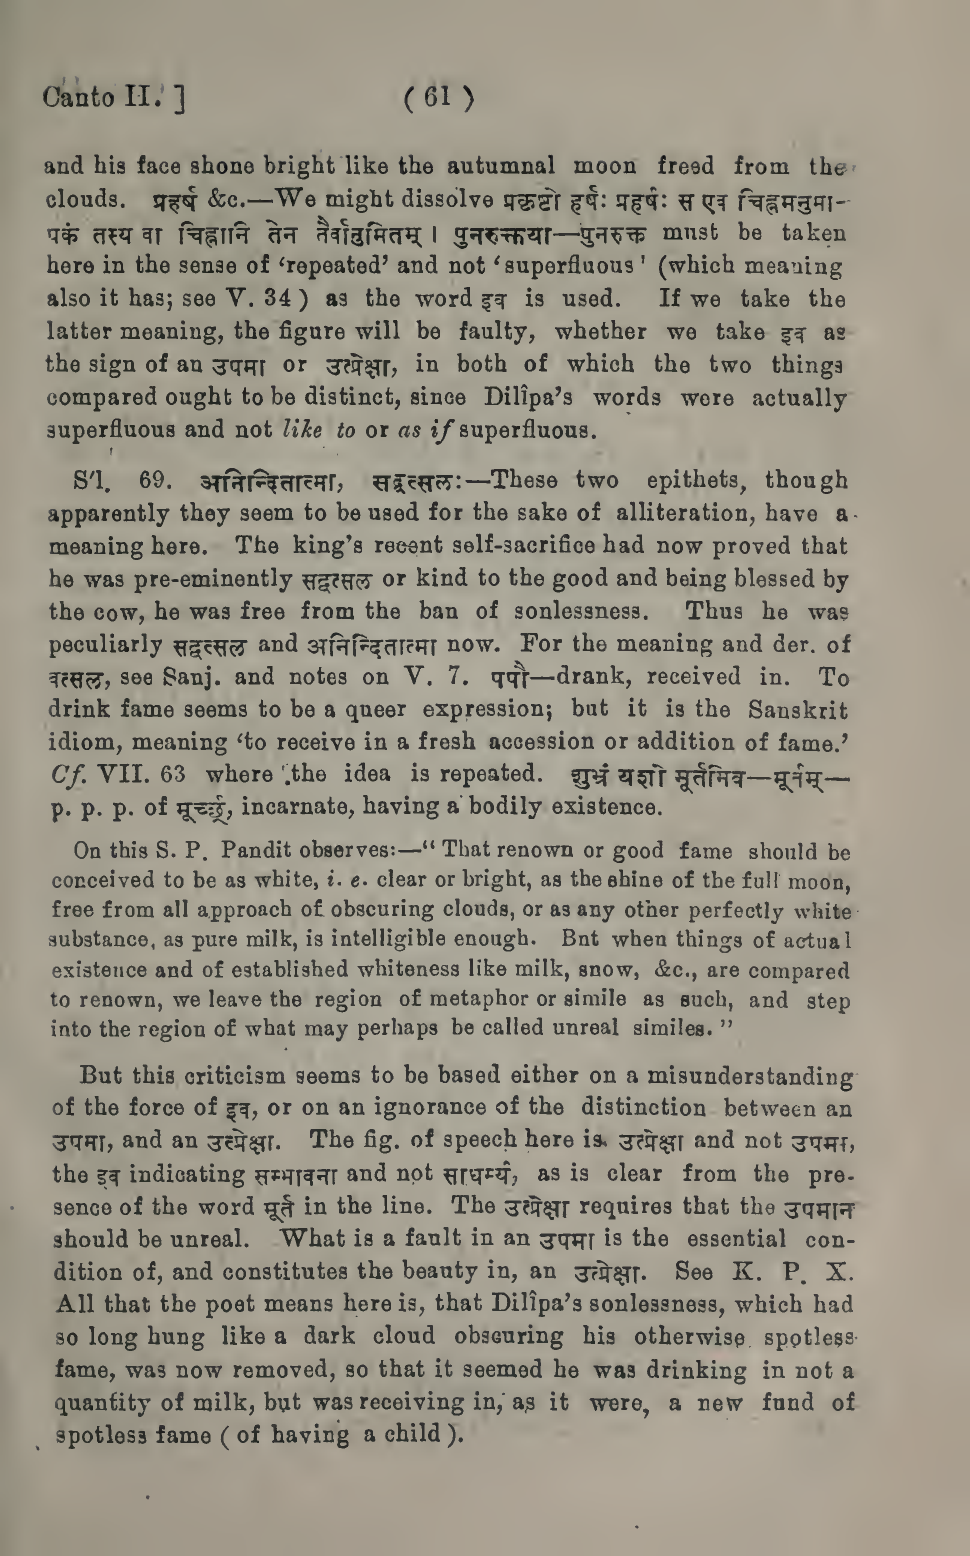 Canto II. ] ( 61 )
and his face shone bright like the autumnal moon freed from the
clouds. प्रहर्ष &c.—We might dissolve प्रकृष्टो हर्षः प्रहर्षः स एव चिह्नमनुमा-
पकं तस्य वा चिह्नानि तेन तैर्वानुमितम् । पुनरुक्तया—पुनरुक्त must be taken
here in the sense of ‘repeated’ and not ‘superfluous’ (which meaning
also it has; see V. 34 ) as the word इव is used. If we take the
latter meaning, the figure will be faulty, whether we take इव as
the sign of an उपमा or उत्प्रेक्षा, in both of which the two things
compared ought to be distinct, since Dilîpa’s words were actually
superfluous and not like to or as if superfluous.
S'l. 69. अनिन्दितात्मा, सद्वत्सलः—These two epithets, though
apparently they seem to be used for the sake of alliteration, have a
meaning here. The king’s recent self-sacrifice had now proved that
he was pre-eminently सद्वत्सल or kind to the good and being blessed by
the cow, he was free from the ban of sonlessness. Thus he was
peculiarly सद्वत्सल and अनिन्दितात्मा now. For the meaning and der. of
वत्सल, see Sanj. and notes on V. 7. पपौ—drank, received in. To
drink fame seems to be a queer expression; but it is the Sanskrit
idiom, meaning ‘to receive in a fresh accession or addition of fame.’
Cf. VII. 63 where the idea is repeated. शुभ्रं यशो मूर्तमिव—मूर्तम्—
p. p. p. of मूर्च्छ्, incarnate, having a bodily existence.
On this S. P. Pandit observes:—“ That renown or good fame should be
conceived to be as white, i. e. clear or bright, as the shine of the full moon,
free from all approach of obscuring clouds, or as any other perfectly white
substance, as pure milk, is intelligible enough. Bnt when things of actual
existence and of established whiteness like milk, snow, &c., are compared
to renown, we leave the region of metaphor or simile as such, and step
into the region of what may perhaps be called unreal similes. ”
But this criticism seems to be based either on a misunderstanding
of the force of इव, or on an ignorance of the distinction between an
उपमा, and an उत्प्रेक्षा. The fig. of speech here is उत्प्रेक्षा and not उपमा,
the इव indicating सम्भावना and not साधर्म्य, as is clear from the pre-
sence of the word मूर्त in the line. The उत्प्रेक्षा requires that the उपमान
should be unreal. What is a fault in an उपमा is the essential con-
dition of, and constitutes the beauty in, an उत्प्रेक्षा. See K. P. X.
All that the poet means here is, that Dilîpa’s sonlessness, which had
so long hung like a dark cloud obscuring his otherwise spotless
fame, was now removed, so that it seemed he was drinking in not a
quantity of milk, but was receiving in, as it were, a new fund of
spotless fame ( of having a child ).